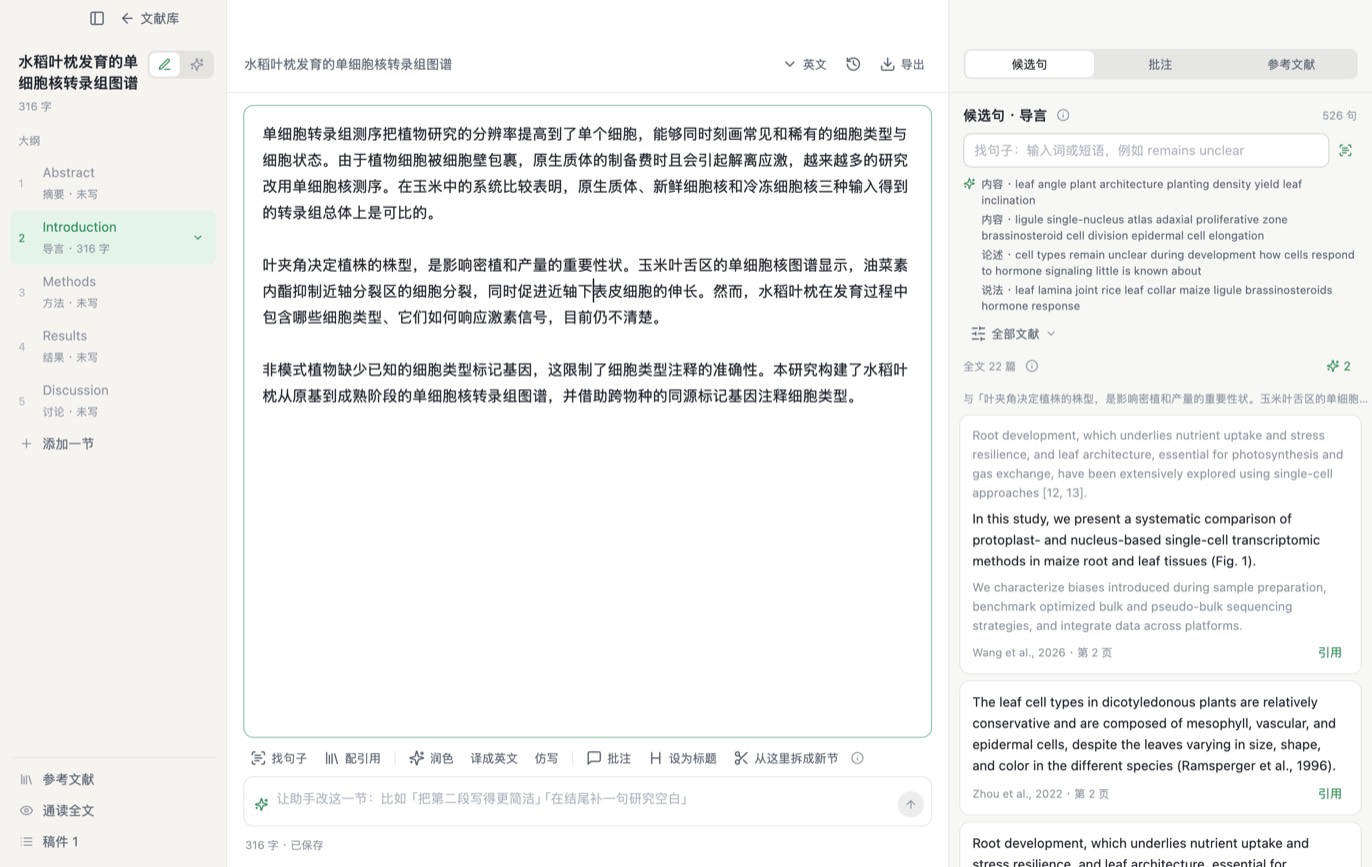 文献库
水稻叶枕发育的单
细胞核转录组图谱
316 字
大纲
1
Abstract
摘要 · 未写
2
Introduction
导言 · 316 字
3
Methods
方法 · 未写
4
Results
结果 · 未写
5
Discussion
讨论 · 未写
添加一节
参考文献
通读全文
稿件 1
水稻叶枕发育的单细胞核转录组图谱
英文
导出
单细胞转录组测序把植物研究的分辨率提高到了单个细胞，能够同时刻画常见和稀有的细胞类型与
细胞状态。由于植物细胞被细胞壁包裹，原生质体的制备费时且会引起解离应激，越来越多的研究
改用单细胞核测序。在玉米中的系统比较表明，原生质体、新鲜细胞核和冷冻细胞核三种输入得到
的转录组总体上是可比的。
叶夹角决定植株的株型，是影响密植和产量的重要性状。玉米叶舌区的单细胞核图谱显示，油菜素
内酯抑制近轴分裂区的细胞分裂，同时促进近轴下表皮细胞的伸长。然而，水稻叶枕在发育过程中
包含哪些细胞类型、它们如何响应激素信号，目前仍不清楚。
非模式植物缺少已知的细胞类型标记基因，这限制了细胞类型注释的准确性。本研究构建了水稻叶
枕从原基到成熟阶段的单细胞核转录组图谱，并借助跨物种的同源标记基因注释细胞类型。
找句子
配引用
润色
译成英文
仿写
批注
设为标题
从这里拆成新节
让助手改这一节：比如「把第二段写得更简洁」「在结尾补一句研究空白」
316 字 · 已保存
候选句
批注
参考文献
候选句 · 导言
526 句
找句子：输入词或短语，例如 remains unclear
内容 · leaf angle plant architecture planting density yield leaf
inclination
内容 · ligule single-nucleus atlas adaxial proliferative zone
brassinosteroid cell division epidermal cell elongation
论述 · cell types remain unclear during development how cells respond
to hormone signaling little is known about
说法 · leaf lamina joint rice leaf collar maize ligule brassinosteroids
hormone response
全部文献
全文 22 篇
2
与「叶夹角决定植株的株型，是影响密植和产量的重要性状。玉米叶舌区的单细胞...
Root development, which underlies nutrient uptake and stress
resilience, and leaf architecture, essential for photosynthesis and
gas exchange, have been extensively explored using single-cell
approaches [12, 13].
In this study, we present a systematic comparison of
protoplast- and nucleus-based single-cell transcriptomic
methods in maize root and leaf tissues (Fig. 1).
We characterize biases introduced during sample preparation,
benchmark optimized bulk and pseudo-bulk sequencing
strategies, and integrate data across platforms.
Wang et al., 2026 · 第 2 页
引用
The leaf cell types in dicotyledonous plants are relatively
conservative and are composed of mesophyll, vascular, and
epidermal cells, despite the leaves varying in size, shape,
and color in the different species (Ramsperger et al., 1996).
Zhou et al., 2022 · 第 2 页
引用
Root development, which underlies nutrient uptake and
stress resilience, and leaf architecture, essential for